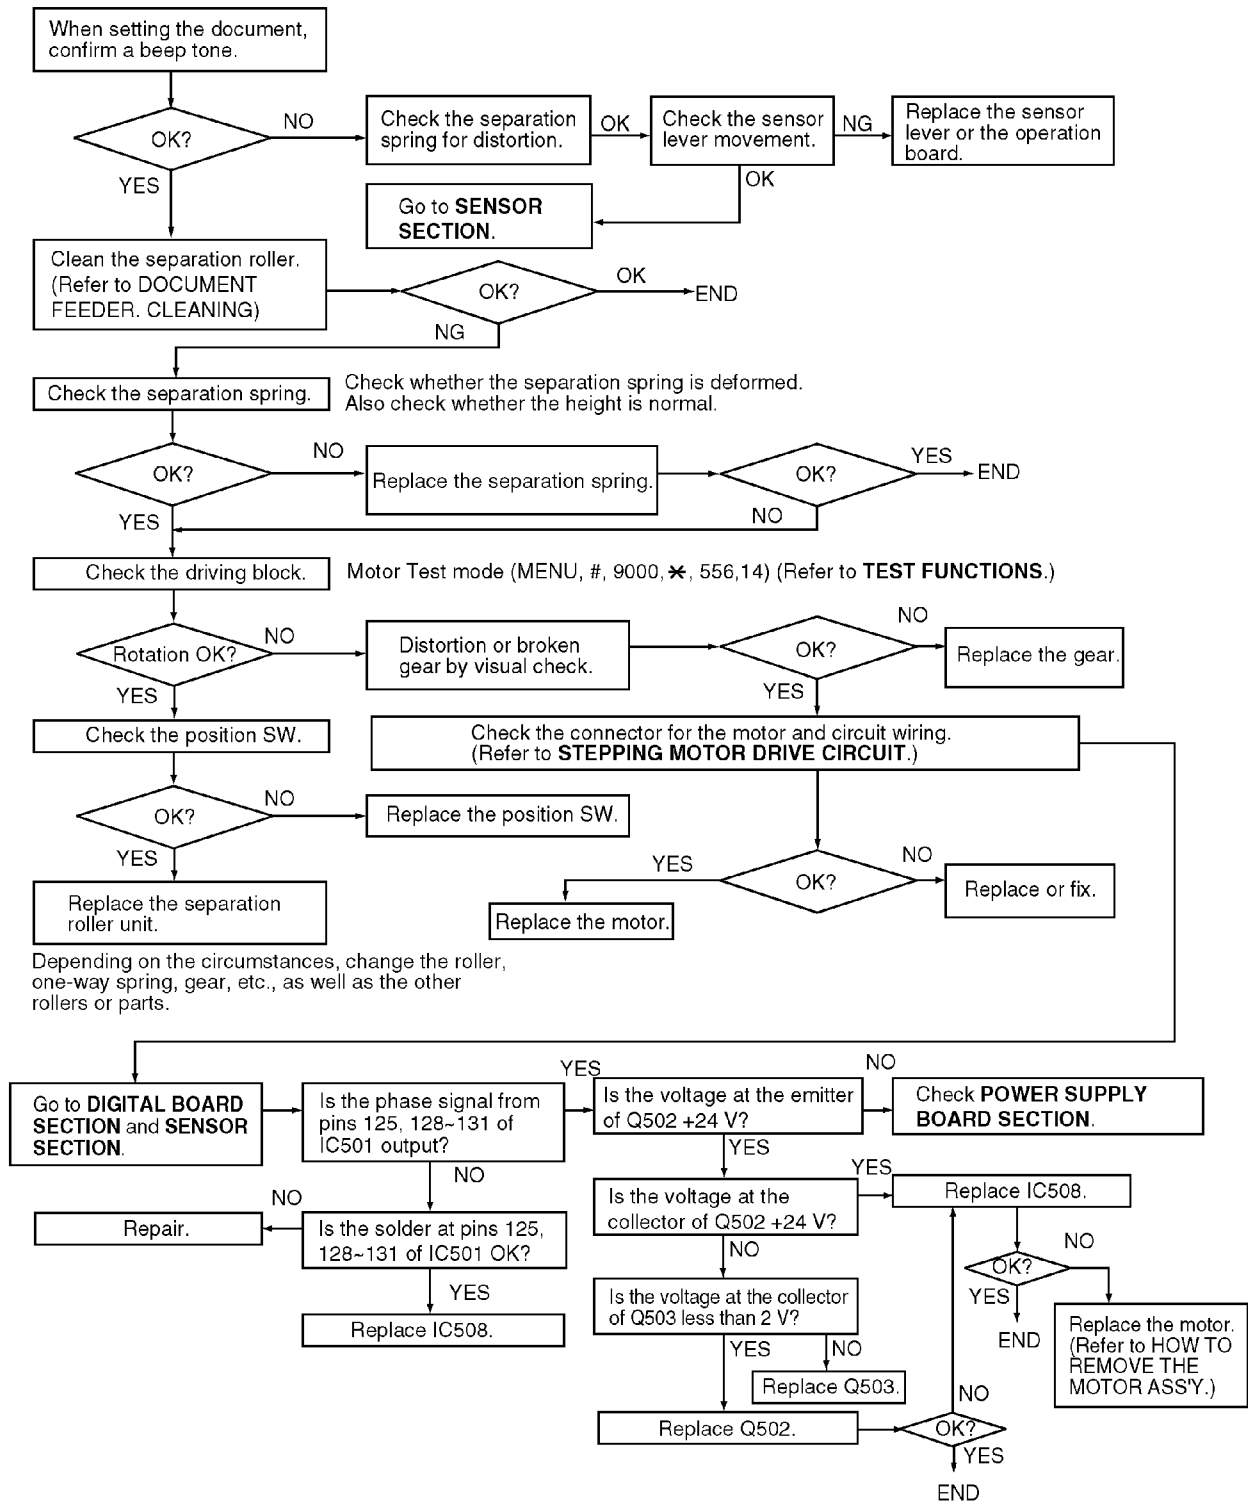 When setting the document,
confirm a beep tone.
OK?
NO
Check the separation
spring for distortion.
OK
Check the sensor
lever movement.
NG
Replace the sensor
lever or the operation
board.
YES
OK
Go to SENSOR
SECTION.
Clean the separation roller.
(Refer to DOCUMENT
FEEDER. CLEANING)
OK?
OK
END
NG
Check the separation spring.
Check whether the separation spring is deformed.
Also check whether the height is normal.
OK?
NO
Replace the separation spring.
OK?
YES
END
YES
NO
Check the driving block.
Motor Test mode (MENU, #, 9000, ✻, 556,14) (Refer to TEST FUNCTIONS.)
Rotation OK?
NO
Distortion or broken
gear by visual check.
OK?
NO
Replace the gear.
YES
YES
Check the position SW.
Check the connector for the motor and circuit wiring.
(Refer to STEPPING MOTOR DRIVE CIRCUIT.)
OK?
NO
Replace the position SW.
YES
YES
OK?
NO
Replace or fix.
Replace the separation
roller unit.
Replace the motor.
Depending on the circumstances, change the roller,
one-way spring, gear, etc., as well as the other
rollers or parts.
Go to DIGITAL BOARD
SECTION and SENSOR
SECTION.
Is the phase signal from
pins 125, 128~131 of
IC501 output?
YES
Is the voltage at the emitter
of Q502 +24 V?
NO
Check POWER SUPPLY
BOARD SECTION.
NO
YES
Repair.
NO
Is the solder at pins 125,
128~131 of IC501 OK?
Is the voltage at the
collector of Q502 +24 V?
YES
Replace IC508.
YES
NO
OK?
NO
YES
END
Replace IC508.
Is the voltage at the collector
of Q503 less than 2 V?
Replace the motor.
(Refer to HOW TO
REMOVE THE
MOTOR ASS'Y.)
YES
NO
Replace Q503.
NO
Replace Q502.
OK?
YES
END